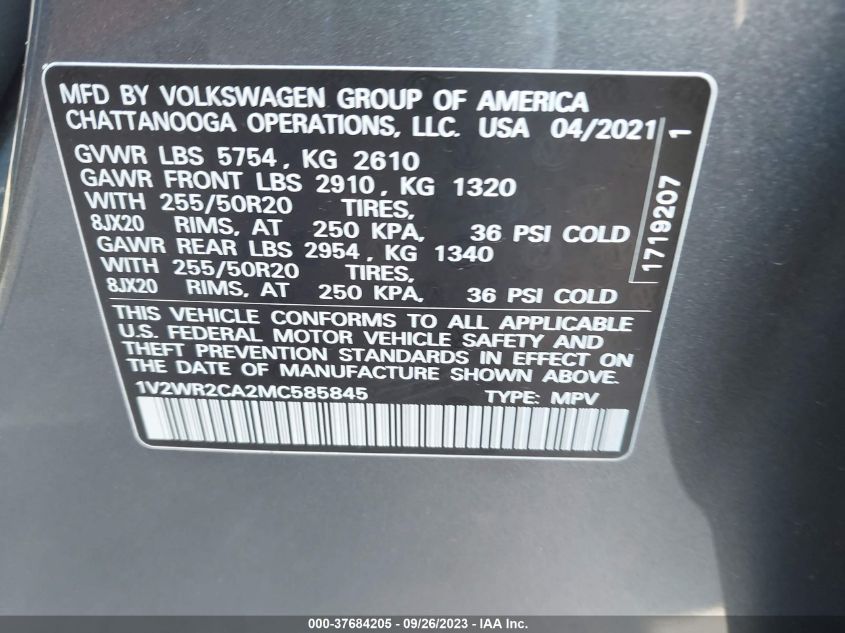 MFD BY VOLKSWAGEN GROUP OF AMERICA
CHATTANOOGA OPERATIONS, LLC. USA 04/2021
GVWR LBS 5754, KG 2610
GAWR FRONT LBS 2910, KG 1320
WITH 255/50R20 TIRES,
8JX20 RIMS, AT 250 KPA, 36 PSI COLD
GAWR REAR LBS 2954, KG 1340
WITH 255/50R20 TIRES,
8JX20 RIMS, AT 250 KPA, 36 PSI COLD
THIS VEHICLE CONFORMS TO ALL APPLICABLE
U.S. FEDERAL MOTOR VEHICLE SAFETY AND
THEFT PREVENTION STANDARDS IN EFFECT ON
THE DATE OF MANUFACTURE SHOWN ABOVE.
1V2WR2CA2MC585845 TYPE: MPV
1719207 1
000-37684205 - 09/26/2023 - IAA Inc.